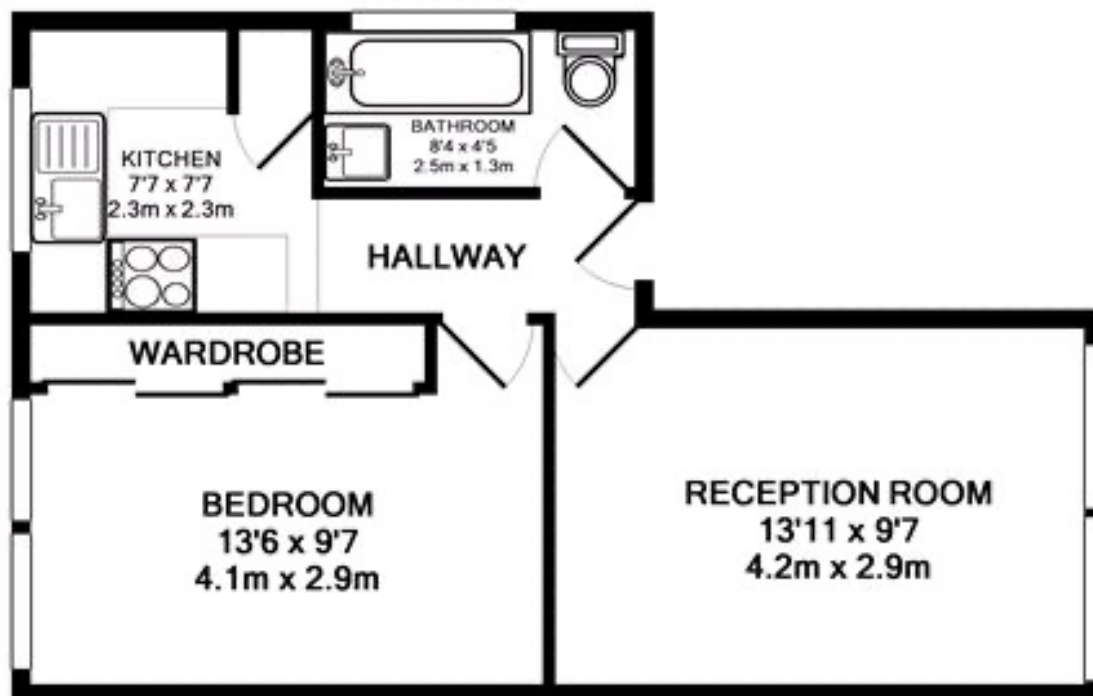 KITCHEN
7'7 x 7'7
2.3m x 2.3m
BATHROOM
8'4 x 4'5
2.5m x 1.3m
HALLWAY
WARDROBE
BEDROOM
13'6 x 9'7
4.1m x 2.9m
RECEPTION ROOM
13'11 x 9'7
4.2m x 2.9m